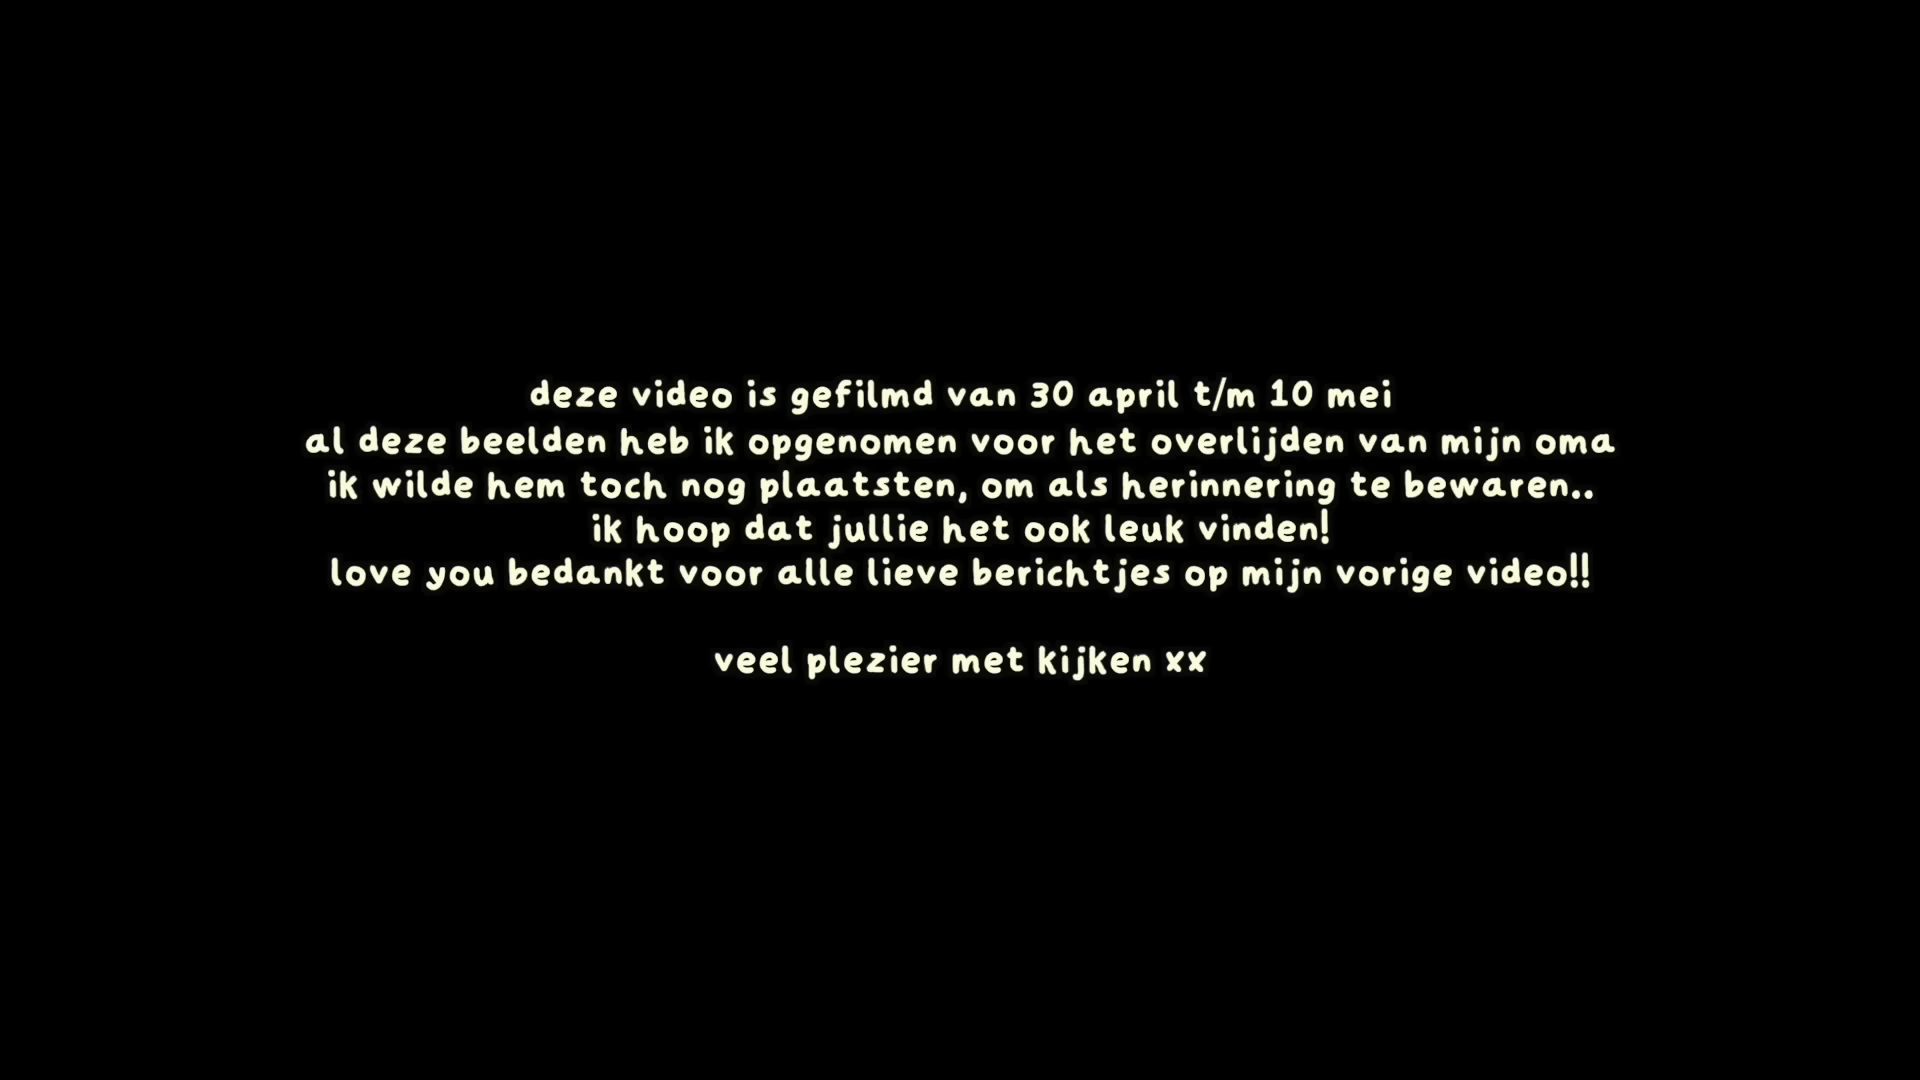 deze video is gefilmd van 30 april t/m 10 mei
al deze beelden heb ik opgenomen voor het overlijden van mijn oma
ik wilde hem toch nog plaatsten, om als herinnering te bewaren..
ik hoop dat jullie het ook leuk vinden!
love you bedankt voor alle lieve berichtjes op mijn vorige video!!
veel plezier met kijken xx